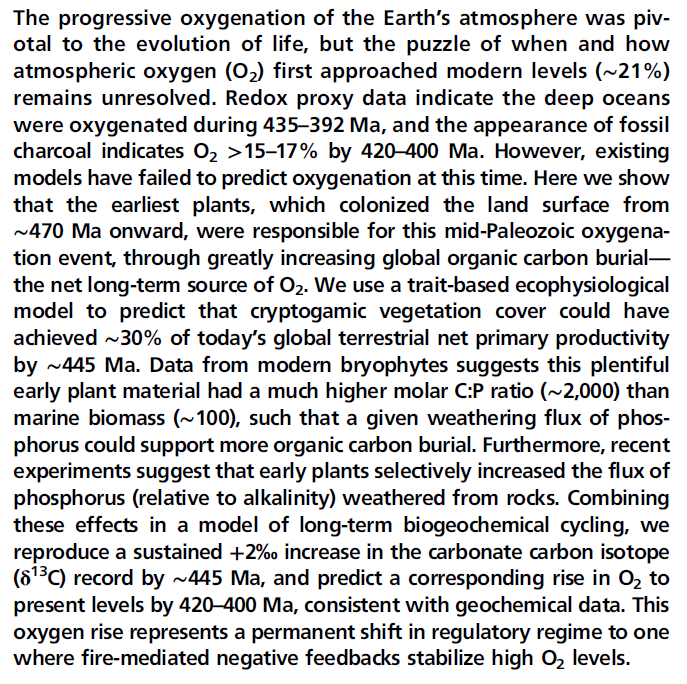 The progressive oxygenation of the Earth's atmosphere was piv-
otal to the evolution of life, but the puzzle of when and how
atmospheric oxygen (O₂) first approached modern levels (∼21%)
remains unresolved. Redox proxy data indicate the deep oceans
were oxygenated during 435–392 Ma, and the appearance of fossil
charcoal indicates O₂ >15–17% by 420–400 Ma. However, existing
models have failed to predict oxygenation at this time. Here we show
that the earliest plants, which colonized the land surface from
∼470 Ma onward, were responsible for this mid-Paleozoic oxygena-
tion event, through greatly increasing global organic carbon burial—
the net long-term source of O₂. We use a trait-based ecophysiological
model to predict that cryptogamic vegetation cover could have
achieved ∼30% of today's global terrestrial net primary productivity
by ∼445 Ma. Data from modern bryophytes suggests this plentiful
early plant material had a much higher molar C:P ratio (∼2,000) than
marine biomass (∼100), such that a given weathering flux of phos-
phorus could support more organic carbon burial. Furthermore, recent
experiments suggest that early plants selectively increased the flux of
phosphorus (relative to alkalinity) weathered from rocks. Combining
these effects in a model of long-term biogeochemical cycling, we
reproduce a sustained +2‰ increase in the carbonate carbon isotope
(δ¹³C) record by ∼445 Ma, and predict a corresponding rise in O₂ to
present levels by 420–400 Ma, consistent with geochemical data. This
oxygen rise represents a permanent shift in regulatory regime to one
where fire-mediated negative feedbacks stabilize high O₂ levels.